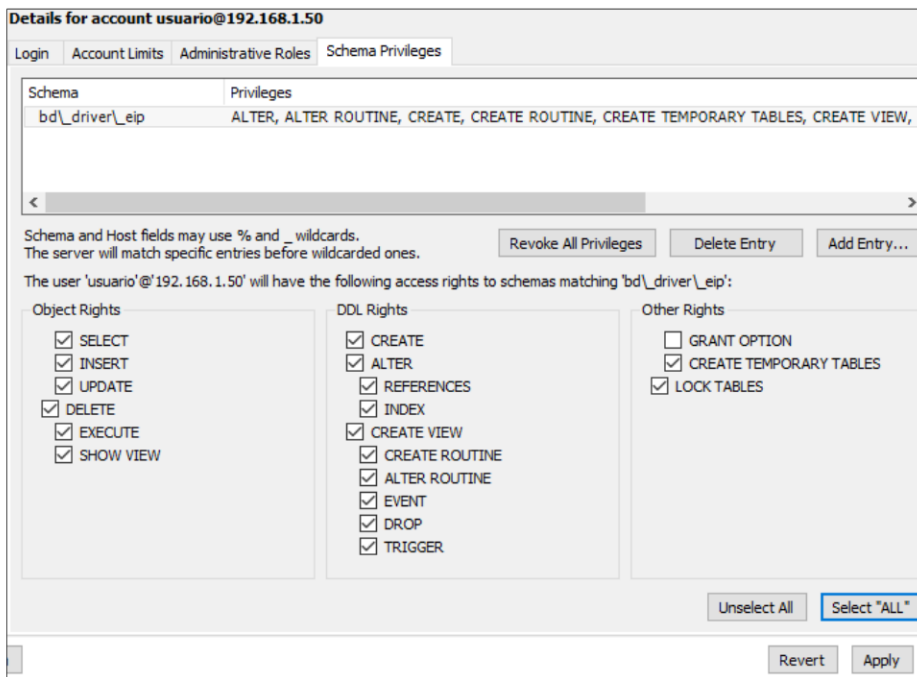 Details for account usuario@192.168.1.50
Login Account Limits Administrative Roles Schema Privileges
Schema Privileges
bd\_driver\_eip ALTER, ALTER ROUTINE, CREATE, CREATE ROUTINE, CREATE TEMPORARY TABLES, CREATE VIEW,
Schema and Host fields may use % and _ wildcards.
The server will match specific entries before wildcarded ones.
Revoke All Privileges Delete Entry Add Entry...
The user 'usuario'@'192.168.1.50' will have the following access rights to schemas matching 'bd\_driver\_eip':
Object Rights
SELECT
INSERT
UPDATE
DELETE
EXECUTE
SHOW VIEW
DDL Rights
CREATE
ALTER
REFERENCES
INDEX
CREATE VIEW
CREATE ROUTINE
ALTER ROUTINE
EVENT
DROP
TRIGGER
Other Rights
GRANT OPTION
CREATE TEMPORARY TABLES
LOCK TABLES
Unselect All Select "ALL"
Revert Apply